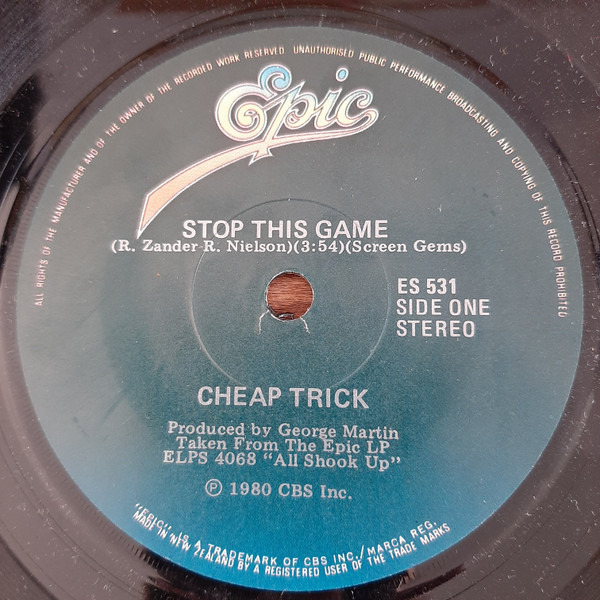 ALL RIGHTS OF THE MANUFACTURER AND OF THE OWNER OF THE RECORDED WORK RESERVED. UNAUTHORISED PUBLIC PERFORMANCE BROADCASTING AND COPYING OF THIS RECORD PROHIBITED
Epic
STOP THIS GAME
(R. Zander-R. Nielson)(3:54)(Screen Gems)
ES 531
SIDE ONE
STEREO
CHEAP TRICK
Produced by George Martin
Taken From The Epic LP
ELPS 4068 "All Shook Up"
℗ 1980 CBS Inc.
"EPIC" IS A TRADEMARK OF CBS INC./MARCA REG.
MADE IN NEW ZEALAND BY A REGISTERED USER OF THE TRADE MARKS